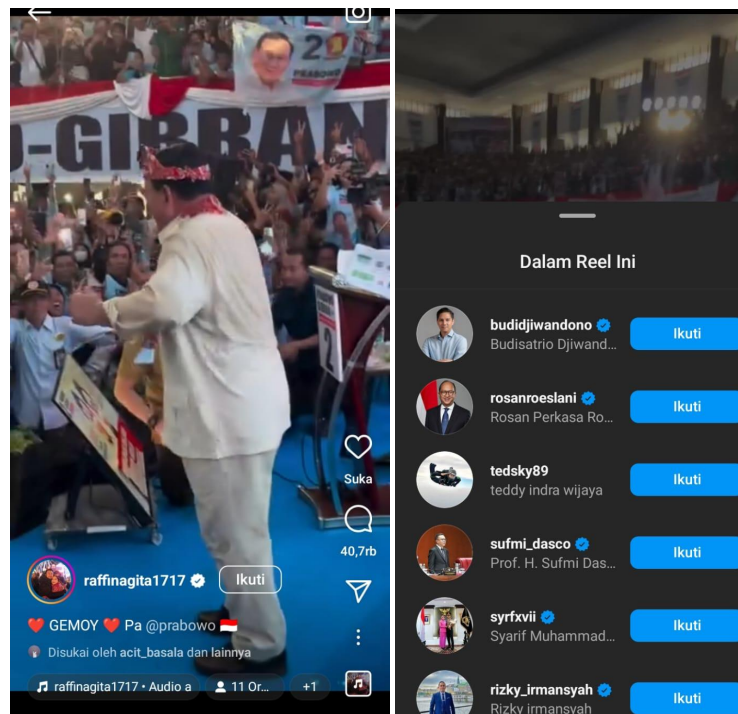 2
PRABOWO
O-GIBRAN
2
Suka
40,7rb
raffinagita1717
Ikuti
❤️ GEMOY ❤️ Pa @prabowo 🇮🇩
Disukai oleh acit_basala dan lainnya
raffinagita1717 • Audio a
11 Or...
+1
Dalam Reel Ini
budidjiwandono
Budisatrio Djiwand...
Ikuti
rosanroeslani
Rosan Perkasa Ro...
Ikuti
tedsky89
teddy indra wijaya
Ikuti
sufmi_dasco
Prof. H. Sufmi Das...
Ikuti
syrfxvii
Syarif Muhammad...
Ikuti
rizky_irmansyah
Rizky irmansyah
Ikuti